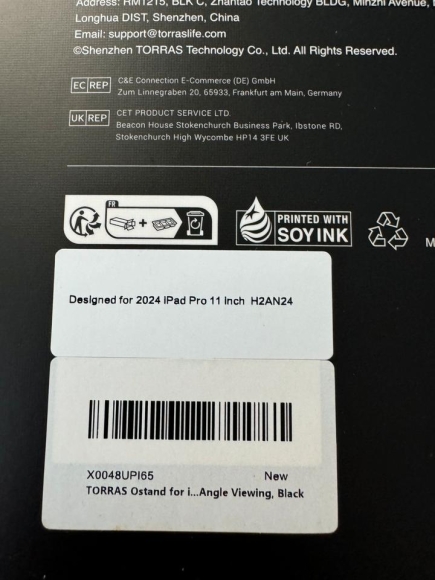 Address: RM1215, BLK C, Zhantao Technology BLDG, Minzhi Avenue,
Longhua DIST, Shenzhen, China
Email: support@torraslife.com
©Shenzhen TORRAS Technology Co., Ltd. All Rights Reserved.
EC REP
C&E Connection E-Commerce (DE) GmbH
Zum Linnegraben 20, 65933, Frankfurt am Main, Germany
UK REP
CET PRODUCT SERVICE LTD.
Beacon House Stokenchurch Business Park, Ibstone RD,
Stokenchurch High Wycombe HP14 3FE UK
FR
+
PRINTED WITH
SOY INK
M
Designed for 2024 iPad Pro 11 Inch H2AN24
X0048UPI65 New
TORRAS Ostand for i...Angle Viewing, Black